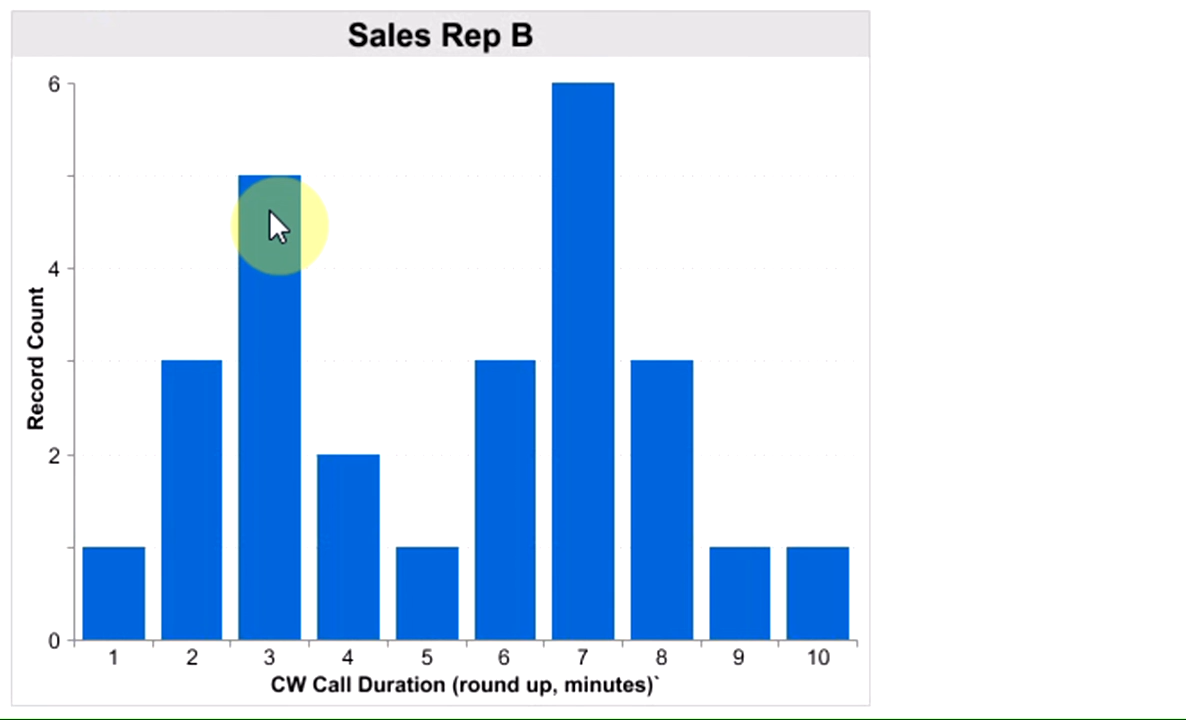 Sales Rep B
6
4
2
0
Record Count
1 2 3 4 5 6 7 8 9 10
CW Call Duration (round up, minutes)`